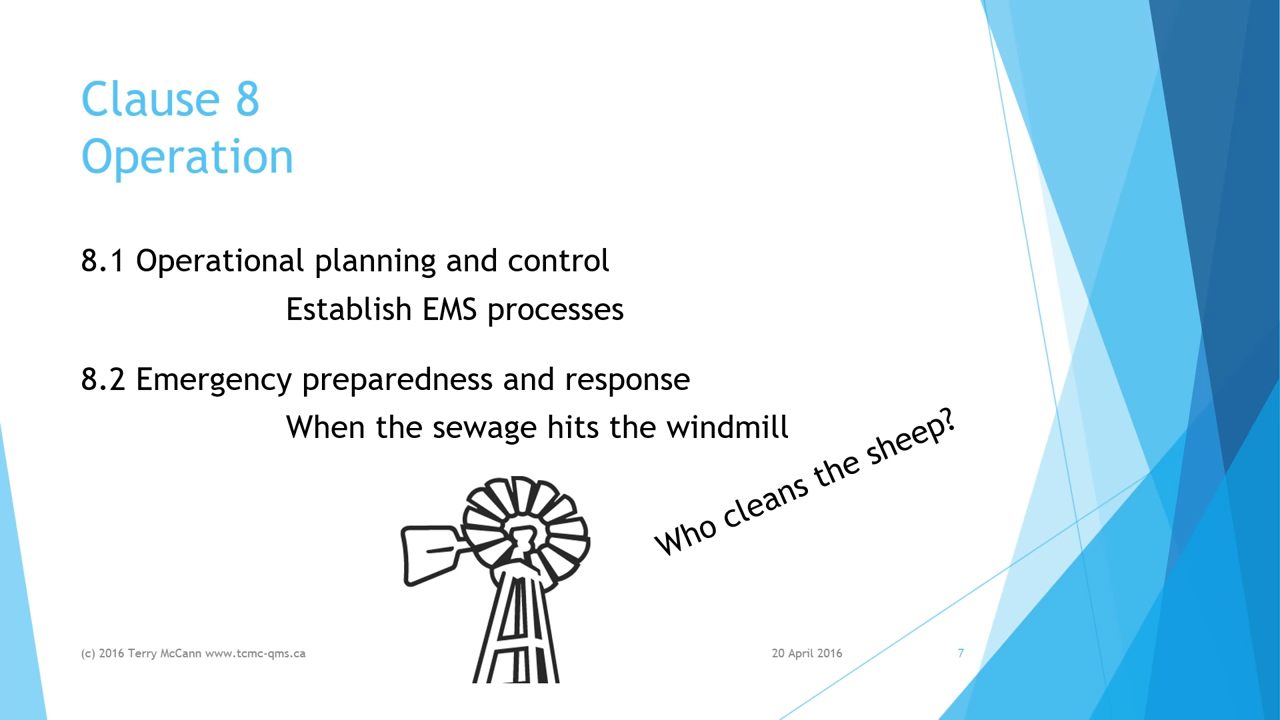 Clause 8
Operation
8.1 Operational planning and control
Establish EMS processes
8.2 Emergency preparedness and response
When the sewage hits the windmill
Who cleans the sheep?
(c) 2016 Terry McCann www.tcmc-qms.ca
20 April 2016
7